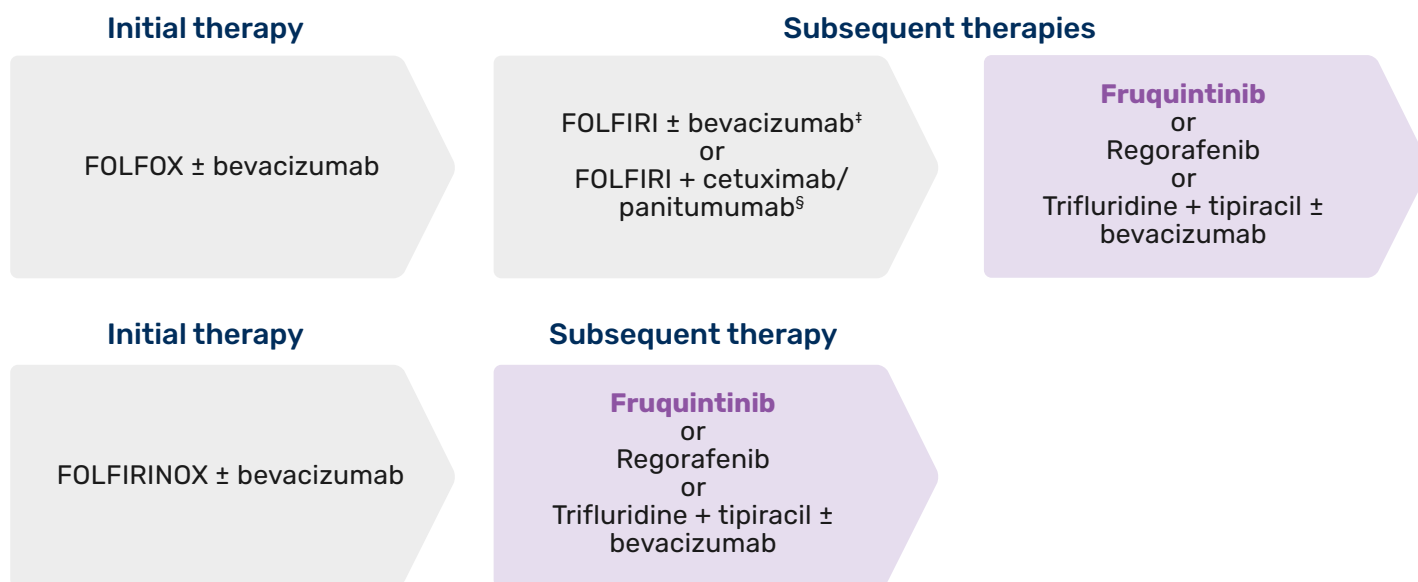 Initial therapy
Subsequent therapies
FOLFOX ± bevacizumab
FOLFIRI ± bevacizumab‡
or
FOLFIRI + cetuximab/
panitumumab§
Fruquintinib
or
Regorafenib
or
Trifluridine + tipiracil ±
bevacizumab
Initial therapy
Subsequent therapy
FOLFIRINOX ± bevacizumab
Fruquintinib
or
Regorafenib
or
Trifluridine + tipiracil ±
bevacizumab